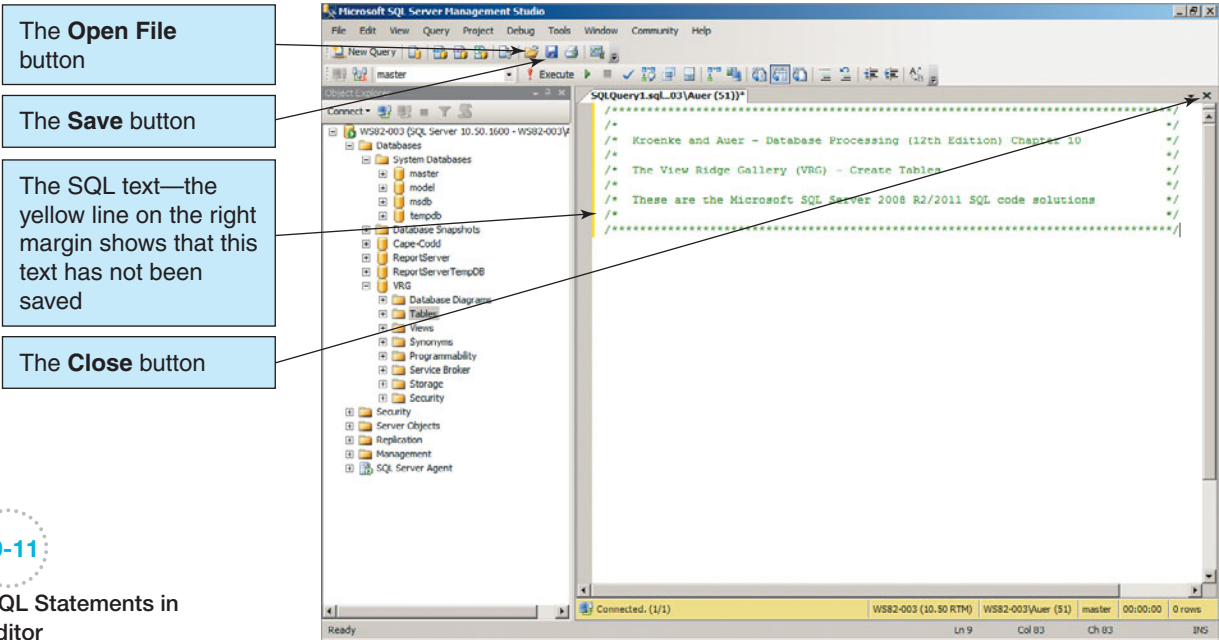 The Open File
button
The Save button
The SQL text—the
yellow line on the right
margin shows that this
text has not been
saved
The Close button
0-11
QL Statements in
ditor
Microsoft SQL Server Management Studio
File Edit View Query Project Debug Tools Window Community Help
New Query
master
Execute
Object Explorer
Connect
WS82-003 (SQL Server 10.50.1600 - WS82-003\A
Databases
System Databases
master
model
msdb
tempdb
Database Snapshots
Cape-Codd
ReportServer
ReportServerTempDB
VRG
Database Diagrams
Tables
Views
Synonyms
Programmability
Service Broker
Storage
Security
Security
Server Objects
Replication
Management
SQL Server Agent
SQLQuery1.sql...03\Auer (51))*
/* */
/* Kroenke and Auer - Database Processing (12th Edition) Chapter 10 */
/* */
/* The View Ridge Gallery (VRG) - Create Tables */
/* */
/* These are the Microsoft SQL Server 2008 R2/2011 SQL code solutions */
/* */
Connected. (1/1)
WS82-003 (10.50 RTM) WS82-003\Auer (51) master 00:00:00 0 rows
Ready Ln 9 Col 83 Ch 83 INS